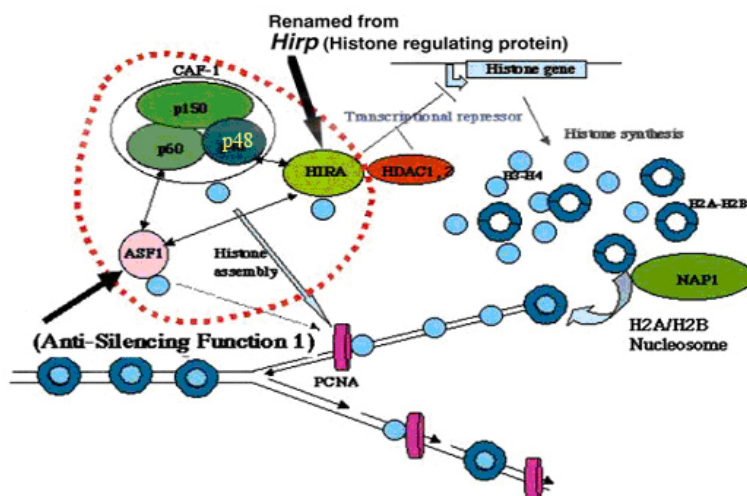 Renamed from
Hirp (Histone regulating protein)
CAF-1
p150
p60
p48
Histone gene
Transcriptional repressor
Histone synthesis
HIRA
HDAC1, 2
H3-H4
H2A-H2B
ASF1
Histone
assembly
NAP1
(Anti-Silencing Function 1)
H2A/H2B
Nucleosome
PCNA